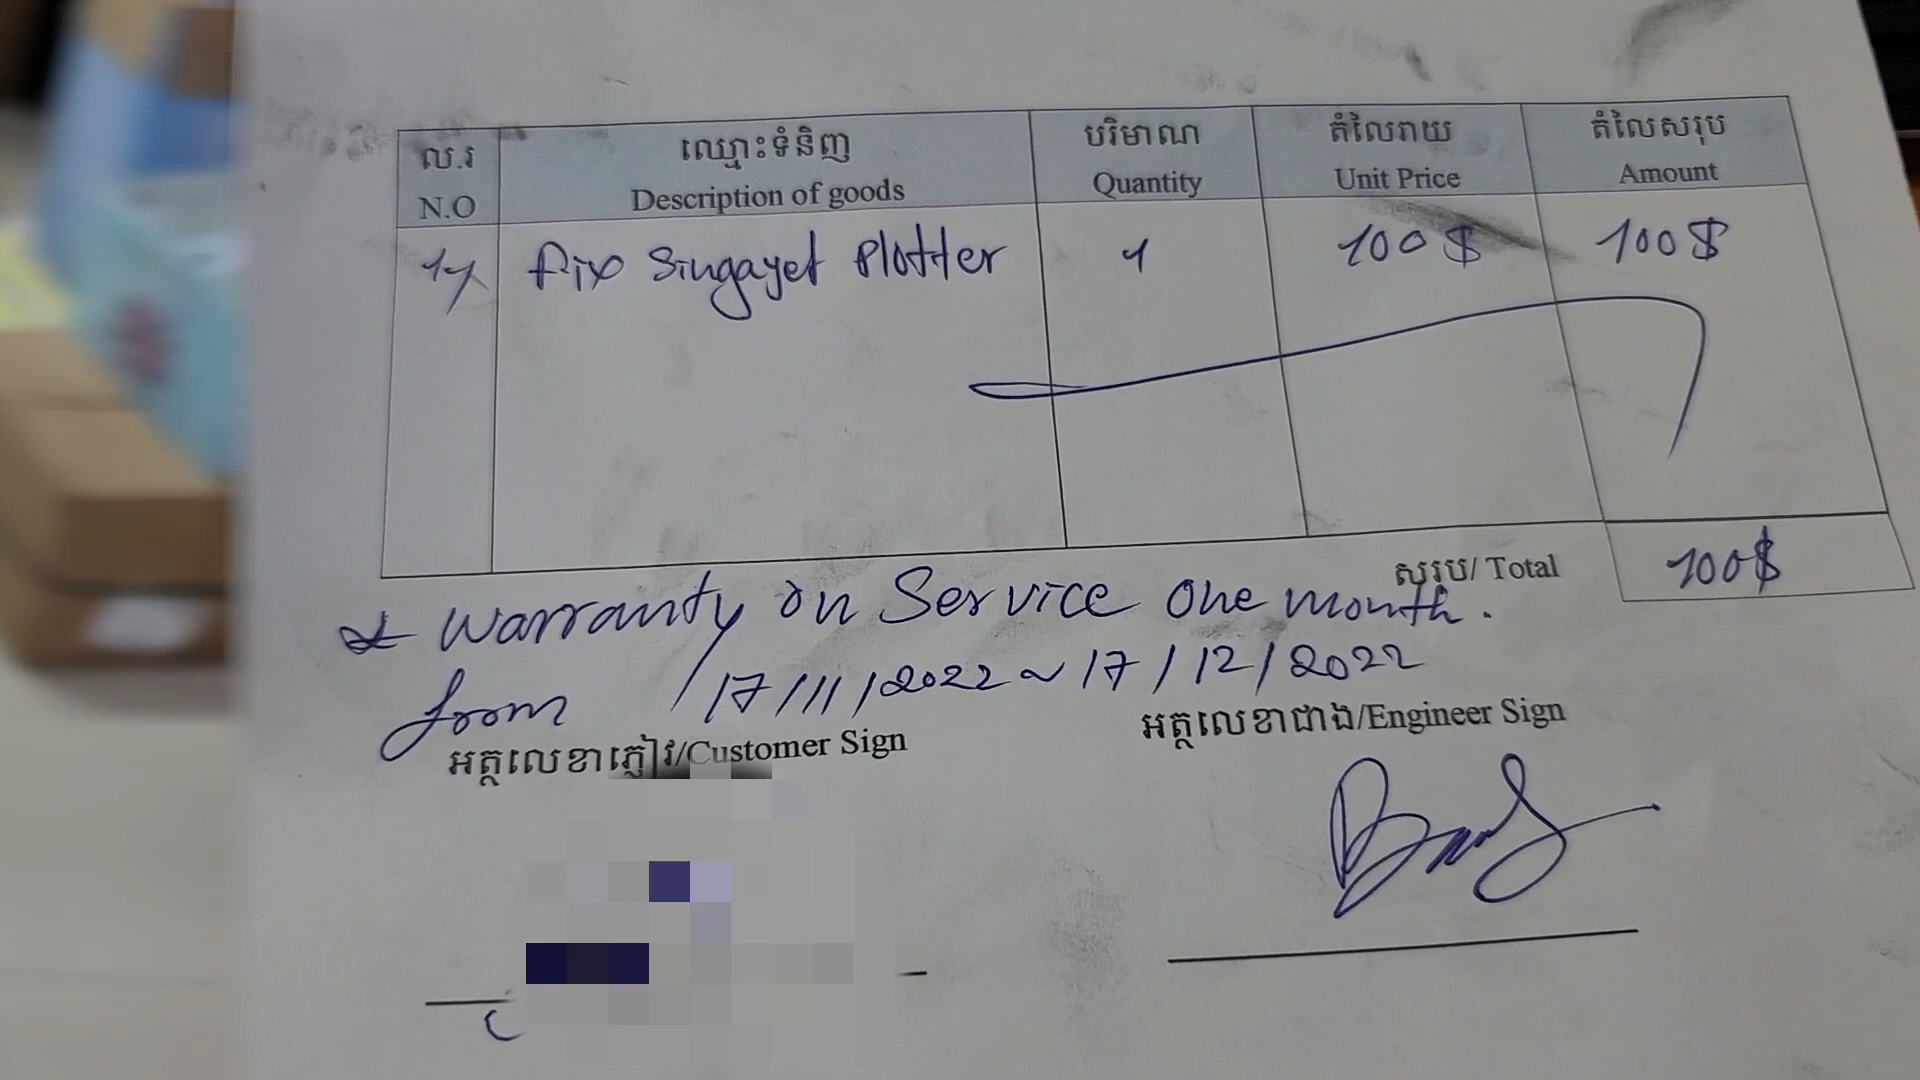 ល.រ ឈ្មោះទំនិញ បរិមាណ តំលៃរាយ តំលៃសរុប
N.O Description of goods Quantity Unit Price Amount
1/ fix Singayet Plotter 1 100$ 100$
សរុប/ Total 100$
* Warranty on Service One month.
from 17/11/2022 ~ 17/12/2022
អត្ថលេខាភ្ញៀវ/Customer Sign អត្ថលេខាជាង/Engineer Sign